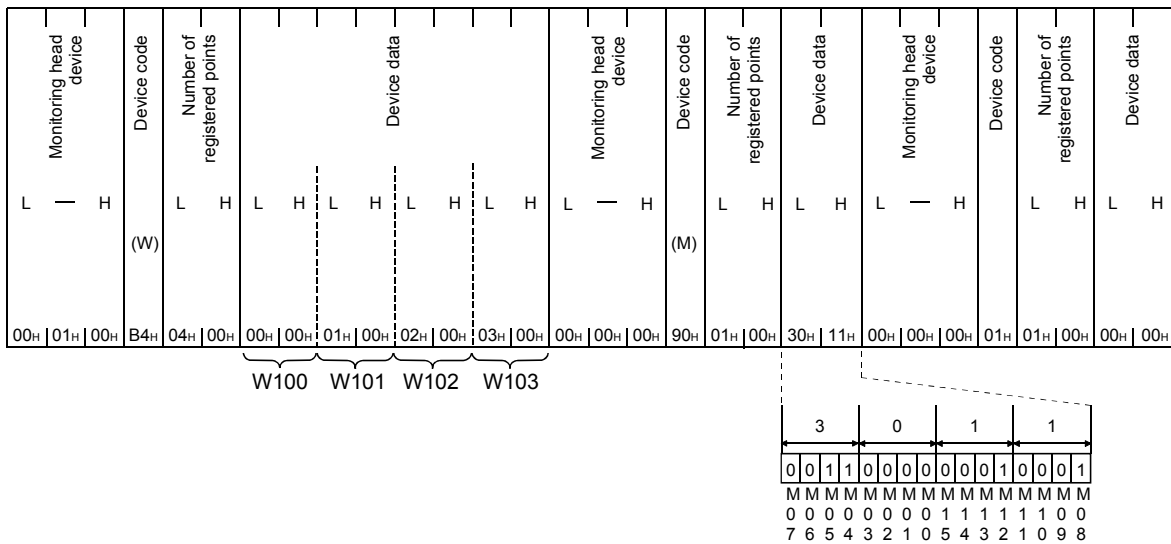 Monitoring head device
Device code
Number of registered points
Device data
Monitoring head device
Device code
Number of registered points
Device data
Monitoring head device
Device code
Number of registered points
Device data
L — H L H L H L H L H L H L — H L H L H L — H L H L H
(W) (M)
00H 01H 00H B4H 04H 00H 00H 00H 01H 00H 02H 00H 03H 00H 00H 00H 00H 90H 01H 00H 30H 11H 00H 00H 00H 01H 01H 00H 00H 00H
W100 W101 W102 W103
3 0 1 1
0 0 1 1 0 0 0 0 0 0 0 1 0 0 0 1
M M M M M M M M M M M M M M M M
0 0 0 0 0 0 0 0 1 1 1 1 1 1 0 0
7 6 5 4 3 2 1 0 5 4 3 2 1 0 9 8